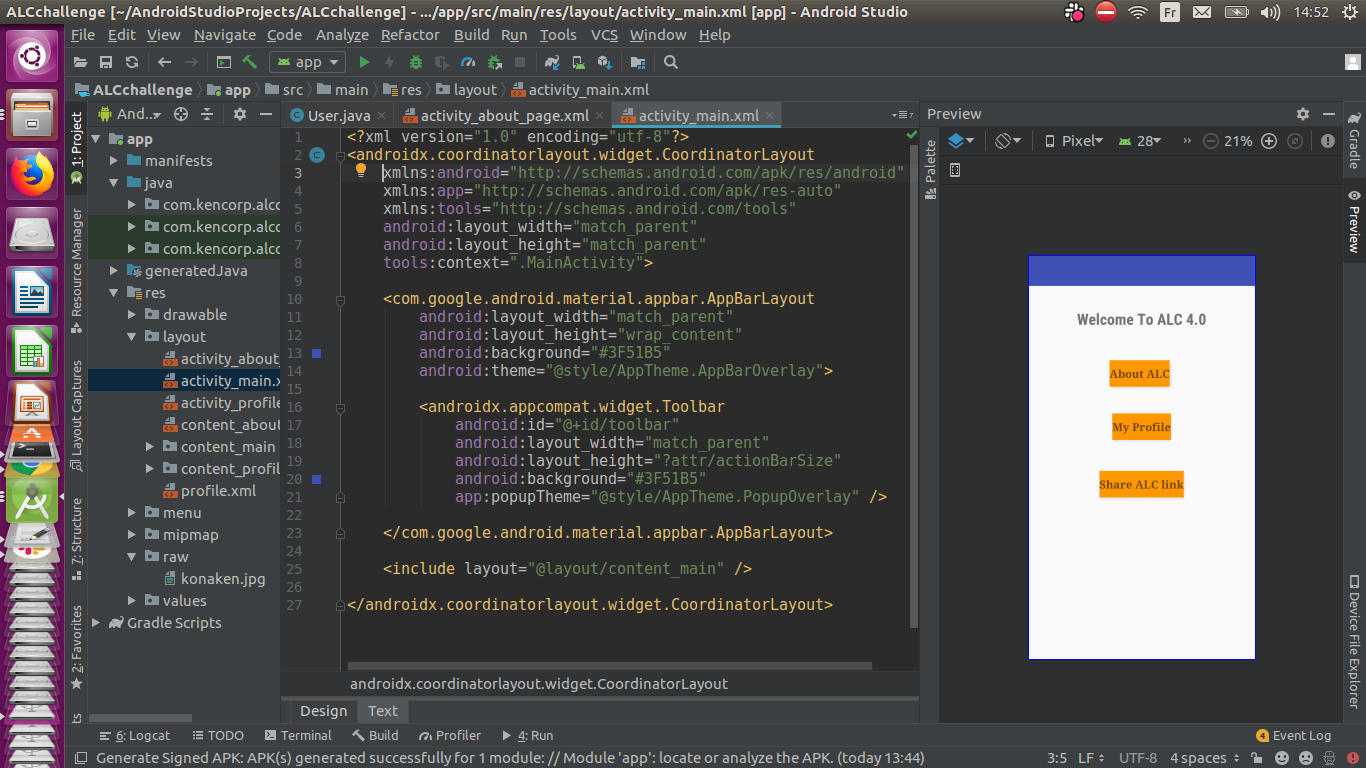 ALCchallenge [~/AndroidStudioProjects/ALCchallenge] - .../app/src/main/res/layout/activity_main.xml [app] - Android Studio
Fr
14:52
File Edit View Navigate Code Analyze Refactor Build Run Tools VCS Window Help
app
ALCchallenge app src main res layout activity_main.xml
And...
User.java activity_about_page.xml activity_main.xml
Preview
1: Project
Resource Manager
Layout Captures
7: Structure
2: Favorites
app
manifests
java
com.kencorp.alcc
com.kencorp.alcc
com.kencorp.alcc
generatedJava
res
drawable
layout
activity_about
activity_main.x
activity_profile
content_about
content_main
content_profil
profile.xml
menu
mipmap
raw
konaken.jpg
values
Gradle Scripts
1 <?xml version="1.0" encoding="utf-8"?>
2 <androidx.coordinatorlayout.widget.CoordinatorLayout
3 xmlns:android="http://schemas.android.com/apk/res/android"
4 xmlns:app="http://schemas.android.com/apk/res-auto"
5 xmlns:tools="http://schemas.android.com/tools"
6 android:layout_width="match_parent"
7 android:layout_height="match_parent"
8 tools:context=".MainActivity">
9
10 <com.google.android.material.appbar.AppBarLayout
11 android:layout_width="match_parent"
12 android:layout_height="wrap_content"
13 android:background="#3F51B5"
14 android:theme="@style/AppTheme.AppBarOverlay">
15
16 <androidx.appcompat.widget.Toolbar
17 android:id="@+id/toolbar"
18 android:layout_width="match_parent"
19 android:layout_height="?attr/actionBarSize"
20 android:background="#3F51B5"
21 app:popupTheme="@style/AppTheme.PopupOverlay" />
22
23 </com.google.android.material.appbar.AppBarLayout>
24
25 <include layout="@layout/content_main" />
26
27 </androidx.coordinatorlayout.widget.CoordinatorLayout>
androidx.coordinatorlayout.widget.CoordinatorLayout
Design Text
Palette
Pixel 28 21%
Welcome To ALC 4.0
About ALC
My Profile
Share ALC link
Gradle
Preview
Device File Explorer
6: Logcat TODO Terminal Build Profiler 4: Run
4 Event Log
Generate Signed APK: APK(s) generated successfully for 1 module: // Module 'app': locate or analyze the APK. (today 13:44)
3:5 LF UTF-8 4 spaces